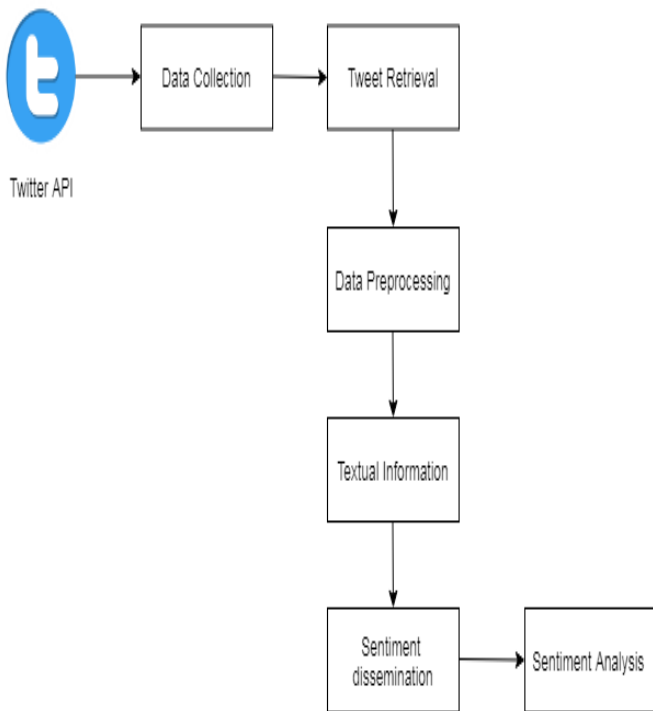 Data Collection
Tweet Retrieval
Twitter API
Data Preprocessing
Textual Information
Sentiment
dissemination
Sentiment Analysis